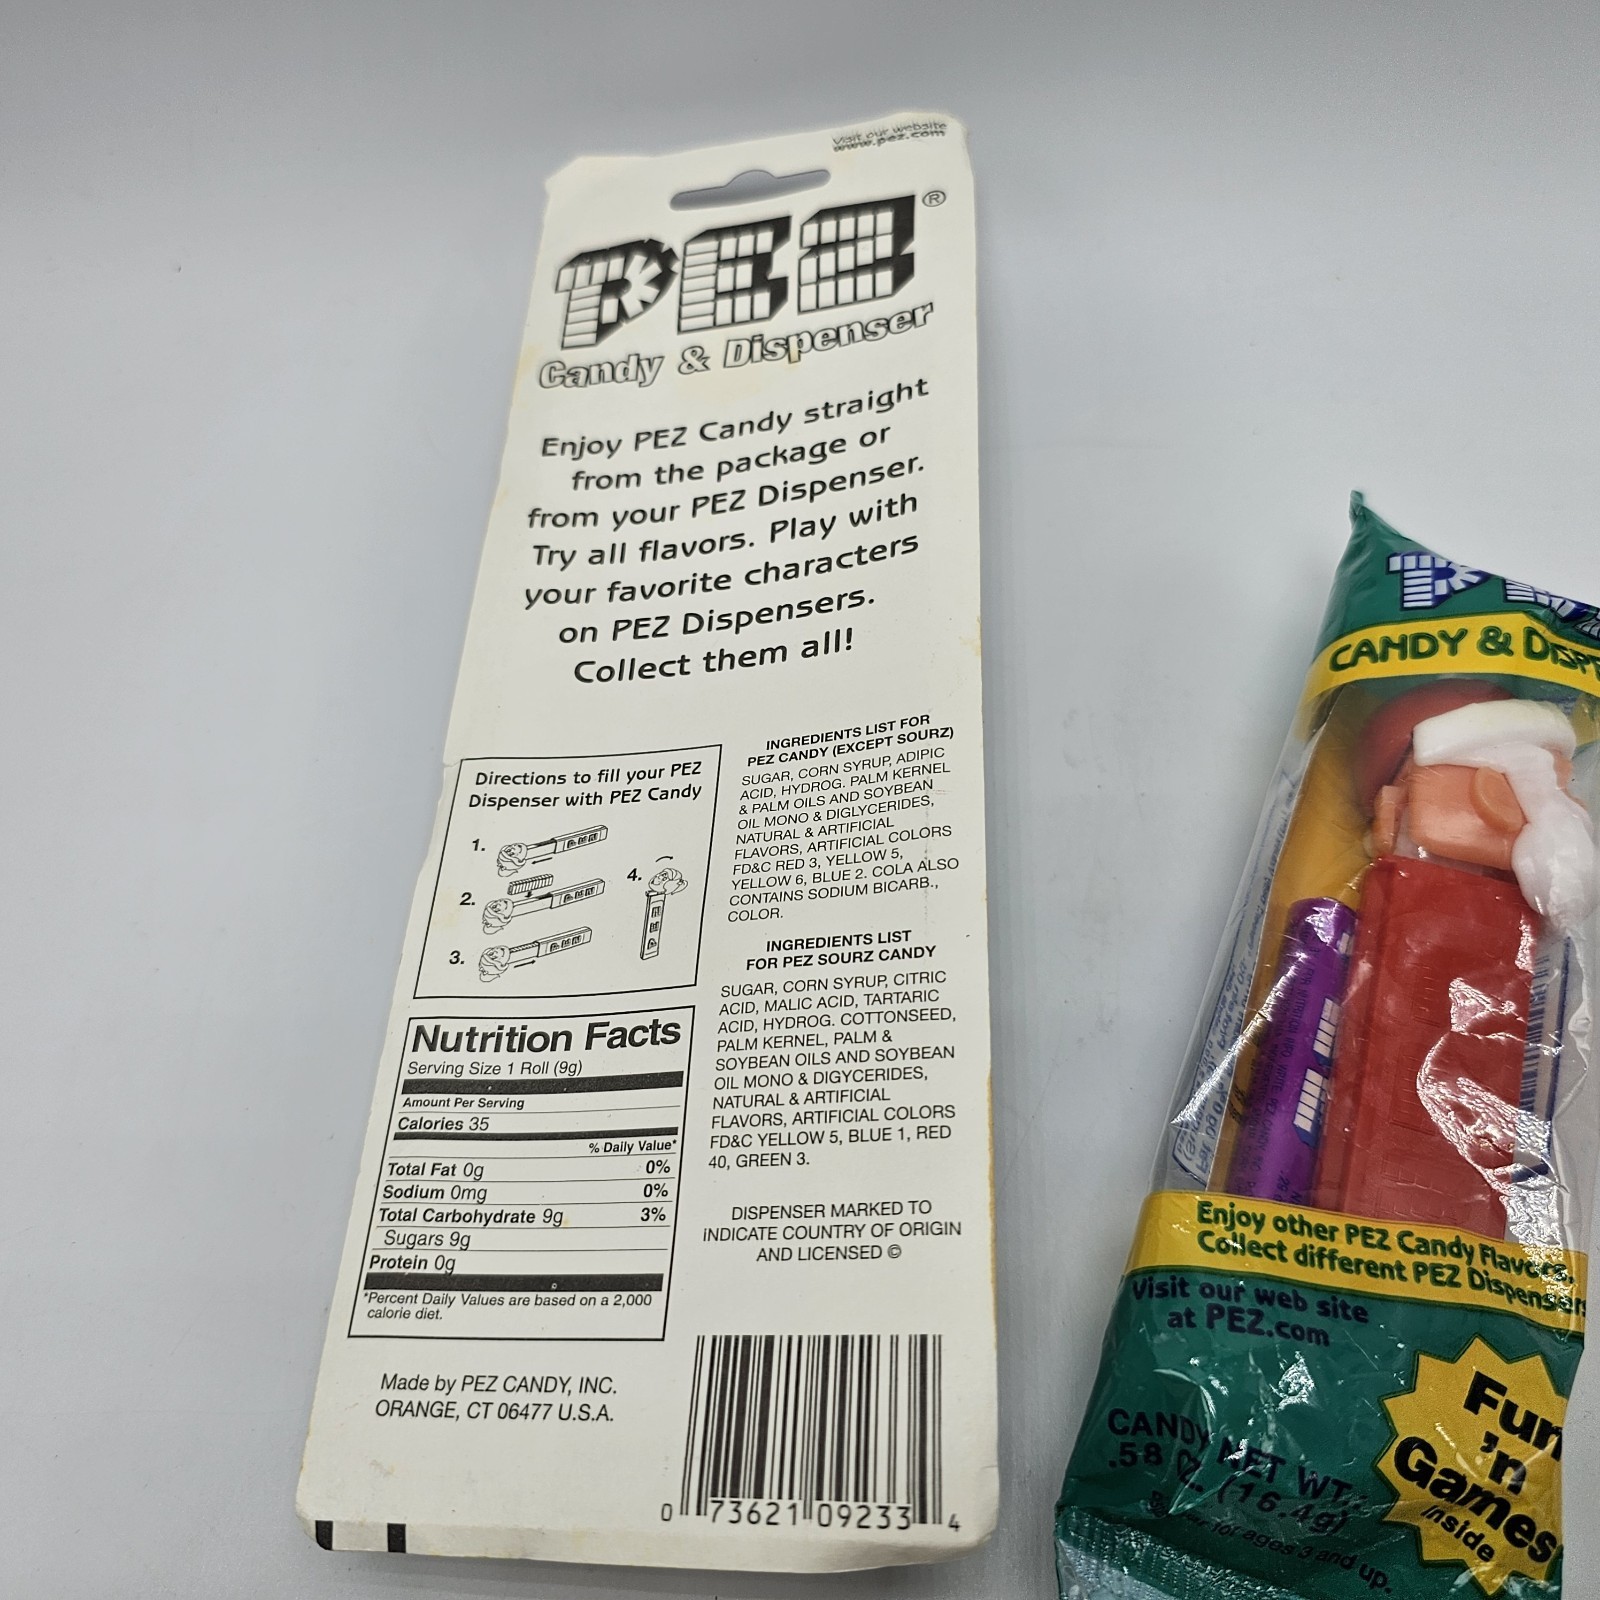 Visit our website
www.pez.com
PEZ®
Candy & Dispenser
Enjoy PEZ Candy straight
from the package or
from your PEZ Dispenser.
Try all flavors. Play with
your favorite characters
on PEZ Dispensers.
Collect them all!
Directions to fill your PEZ
Dispenser with PEZ Candy
1.
2.
3.
4.
INGREDIENTS LIST FOR
PEZ CANDY (EXCEPT SOURZ)
SUGAR, CORN SYRUP, ADIPIC
ACID, HYDROG. PALM KERNEL
& PALM OILS AND SOYBEAN
OIL MONO & DIGLYCERIDES,
NATURAL & ARTIFICIAL
FLAVORS, ARTIFICIAL COLORS
FD&C RED 3, YELLOW 5,
YELLOW 6, BLUE 2. COLA ALSO
CONTAINS SODIUM BICARB.,
COLOR.
INGREDIENTS LIST
FOR PEZ SOURZ CANDY
SUGAR, CORN SYRUP, CITRIC
ACID, MALIC ACID, TARTARIC
ACID, HYDROG. COTTONSEED,
PALM KERNEL, PALM &
SOYBEAN OILS AND SOYBEAN
OIL MONO & DIGYCERIDES,
NATURAL & ARTIFICIAL
FLAVORS, ARTIFICIAL COLORS
FD&C YELLOW 5, BLUE 1, RED
40, GREEN 3.
DISPENSER MARKED TO
INDICATE COUNTRY OF ORIGIN
AND LICENSED ©
Nutrition Facts
Serving Size 1 Roll (9g)
Amount Per Serving
Calories 35
% Daily Value*
Total Fat 0g 0%
Sodium 0mg 0%
Total Carbohydrate 9g 3%
Sugars 9g
Protein 0g
*Percent Daily Values are based on a 2,000
calorie diet.
Made by PEZ CANDY, INC.
ORANGE, CT 06477 U.S.A.
0 73621 09233 4
CANDY &
Enjoy other PEZ Candy Flavors.
Collect different PEZ Dispensers
Visit our web site
at PEZ.com
CANDY NET WT.
.58 OZ. (16.4g)
for ages 3 and up.
Fun
'n
Games
inside